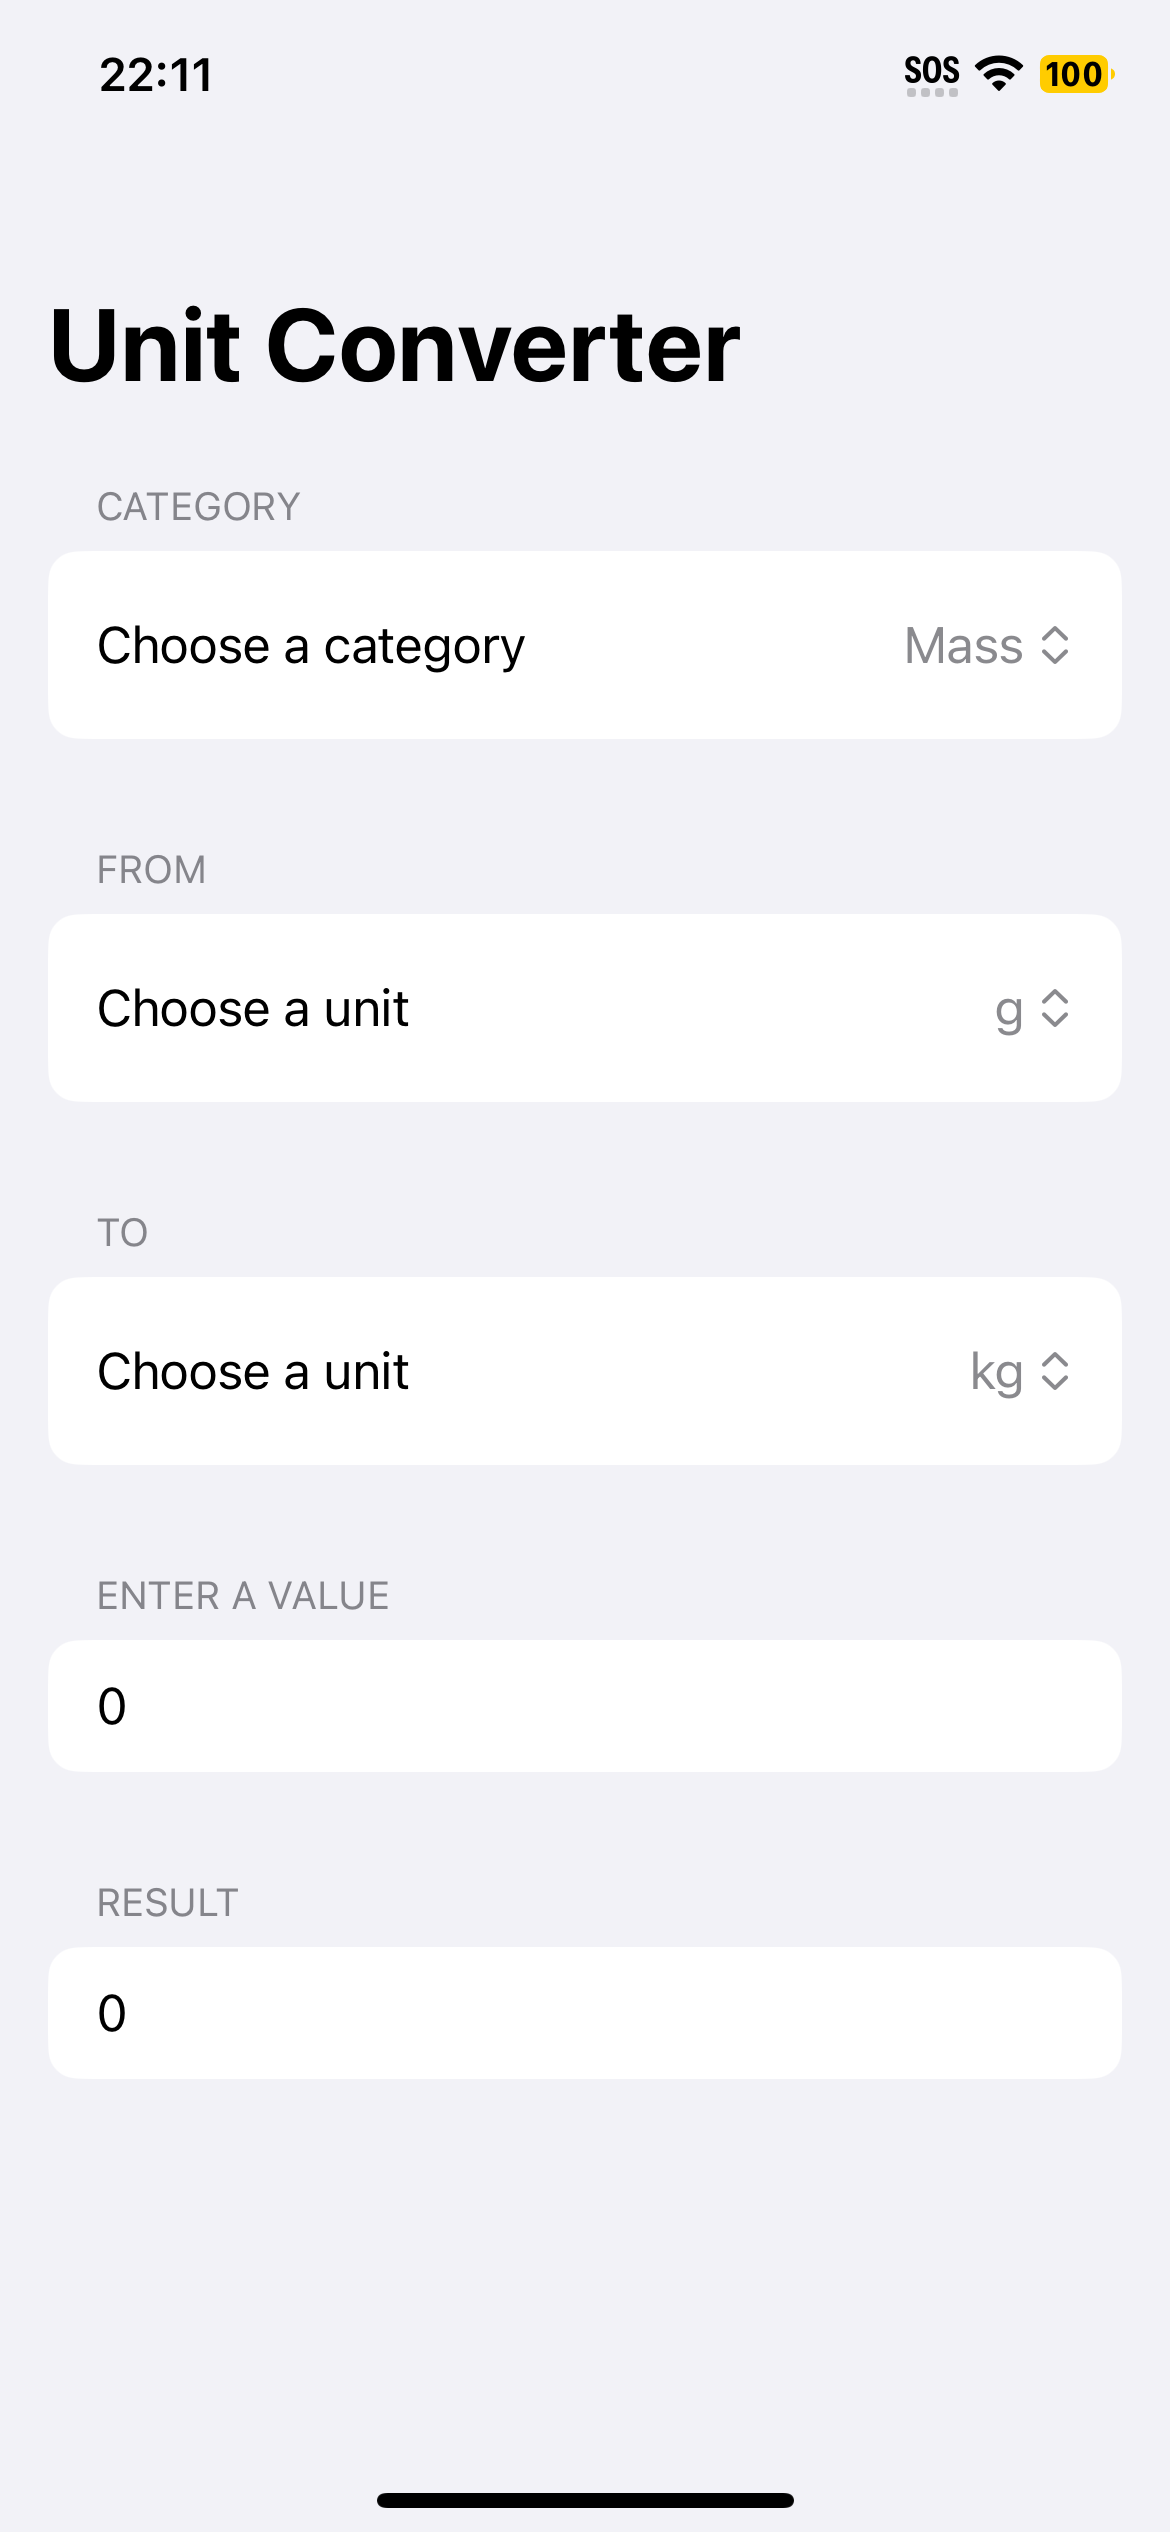 22:11 SOS 100
Unit Converter
CATEGORY
Choose a category Mass
FROM
Choose a unit g
TO
Choose a unit kg
ENTER A VALUE
0
RESULT
0